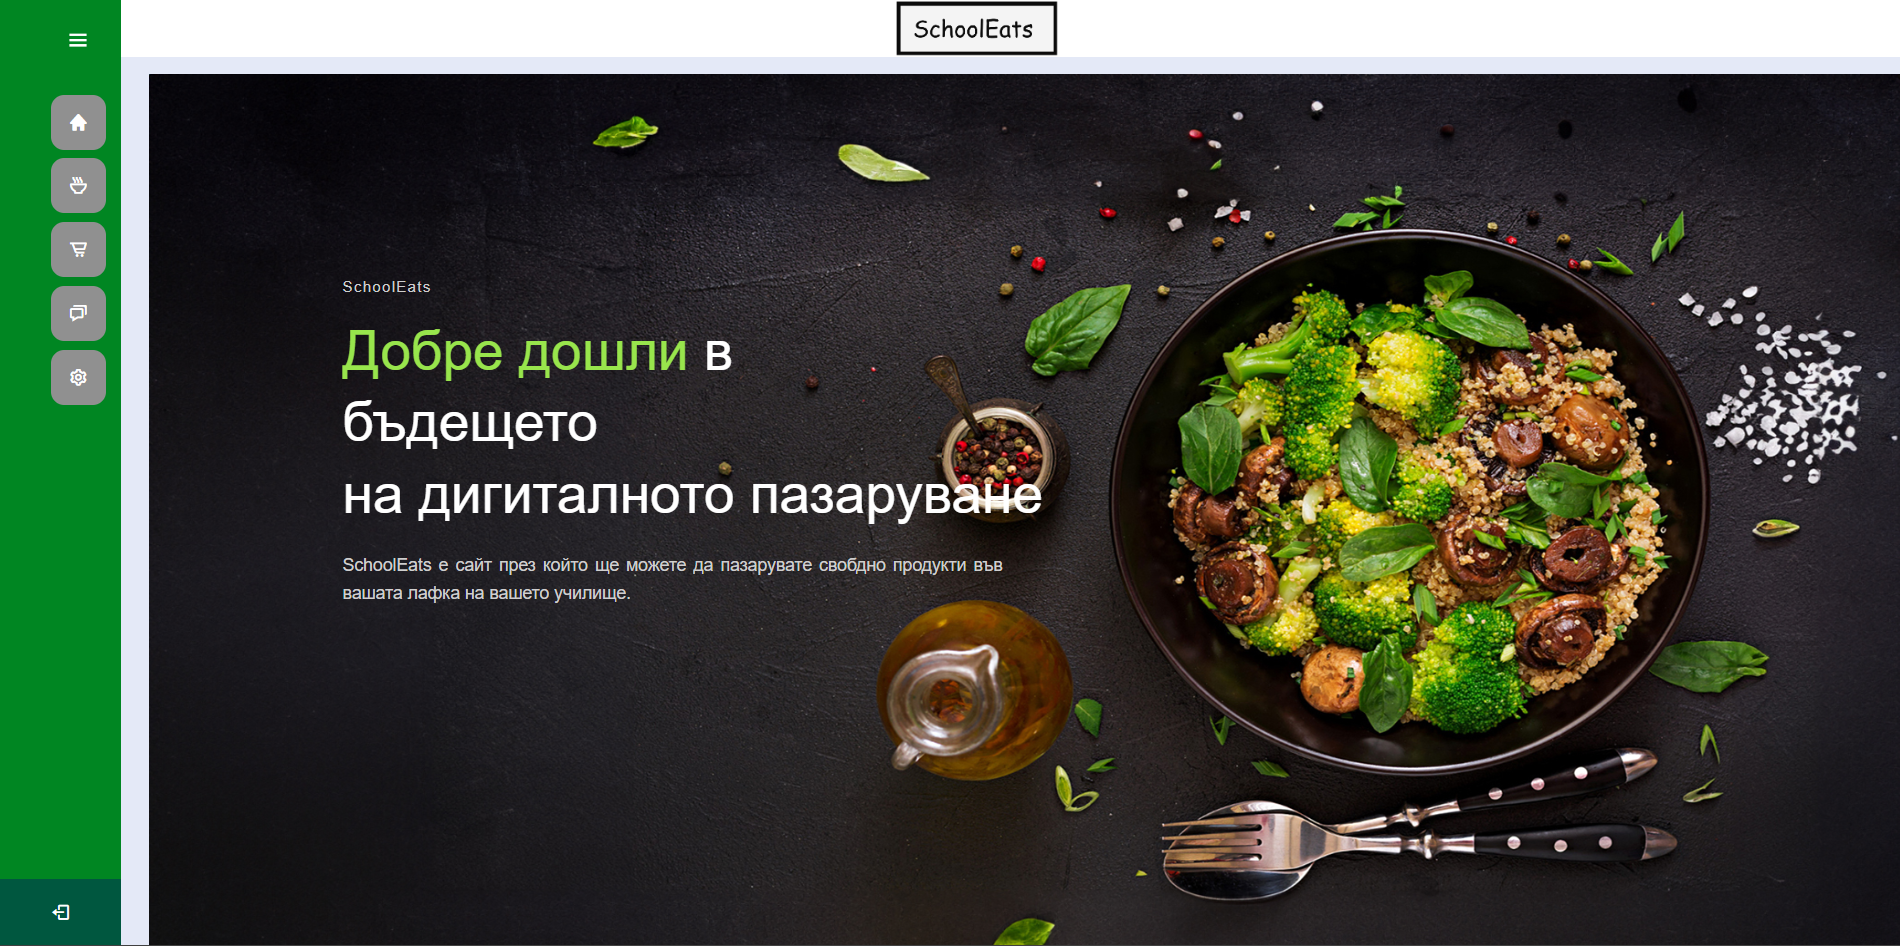 SchoolEats
SchoolEats
Добре дошли в
бъдещето
на дигиталното пазаруване
SchoolEats е сайт през който ще можете да пазарувате свобдно продукти във
вашата лафка на вашето училище.